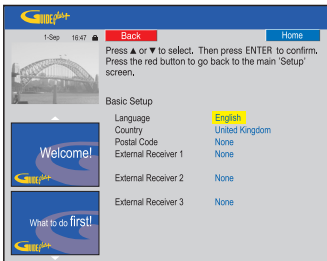 GUIDE Plus+
1-Sep 16:47
Back
Home
Press ▲ or ▼ to select. Then press ENTER to confirm.
Press the red button to go back to the main 'Setup'
screen.
Basic Setup
Language English
Country United Kingdom
Postal Code None
External Receiver 1 None
External Receiver 2 None
External Receiver 3 None
Welcome!
GUIDE Plus+
What to do first!
GUIDE Plus+